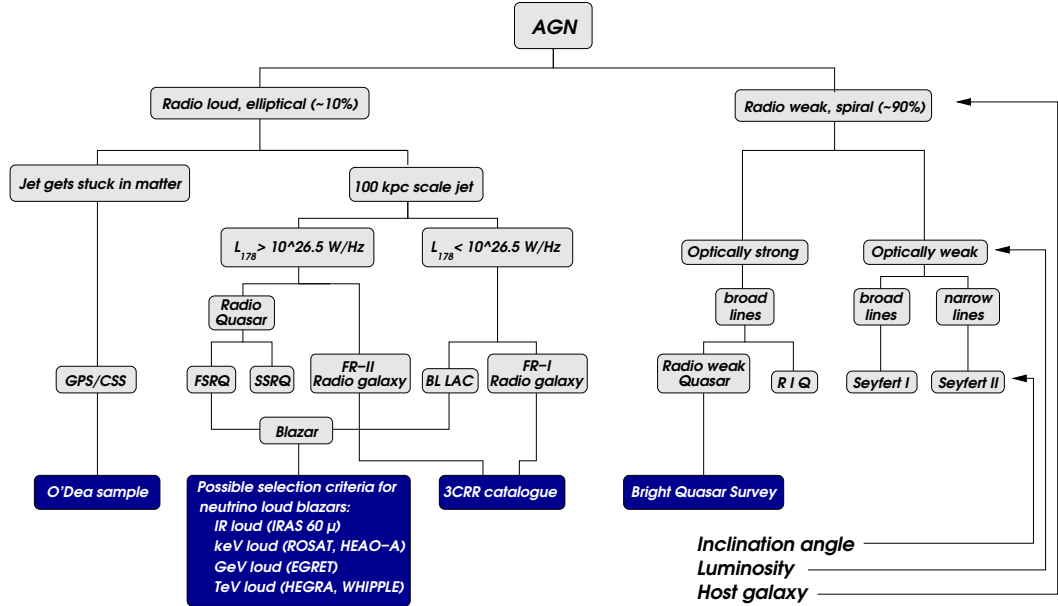 AGN
Radio loud, elliptical (~10%)
Radio weak, spiral (~90%)
Jet gets stuck in matter
100 kpc scale jet
L178 > 10^26.5 W/Hz
L178 < 10^26.5 W/Hz
Optically strong
Optically weak
Radio
Quasar
broad
lines
broad
lines
narrow
lines
GPS/CSS
FSRQ
SSRQ
FR−II
Radio galaxy
BL LAC
FR−I
Radio galaxy
Radio weak
Quasar
R I Q
Seyfert I
Seyfert II
Blazar
O'Dea sample
Possible selection criteria for
neutrino loud blazars:
IR loud (IRAS 60 μ)
keV loud (ROSAT, HEAO−A)
GeV loud (EGRET)
TeV loud (HEGRA, WHIPPLE)
3CRR catalogue
Bright Quasar Survey
Inclination angle
Luminosity
Host galaxy